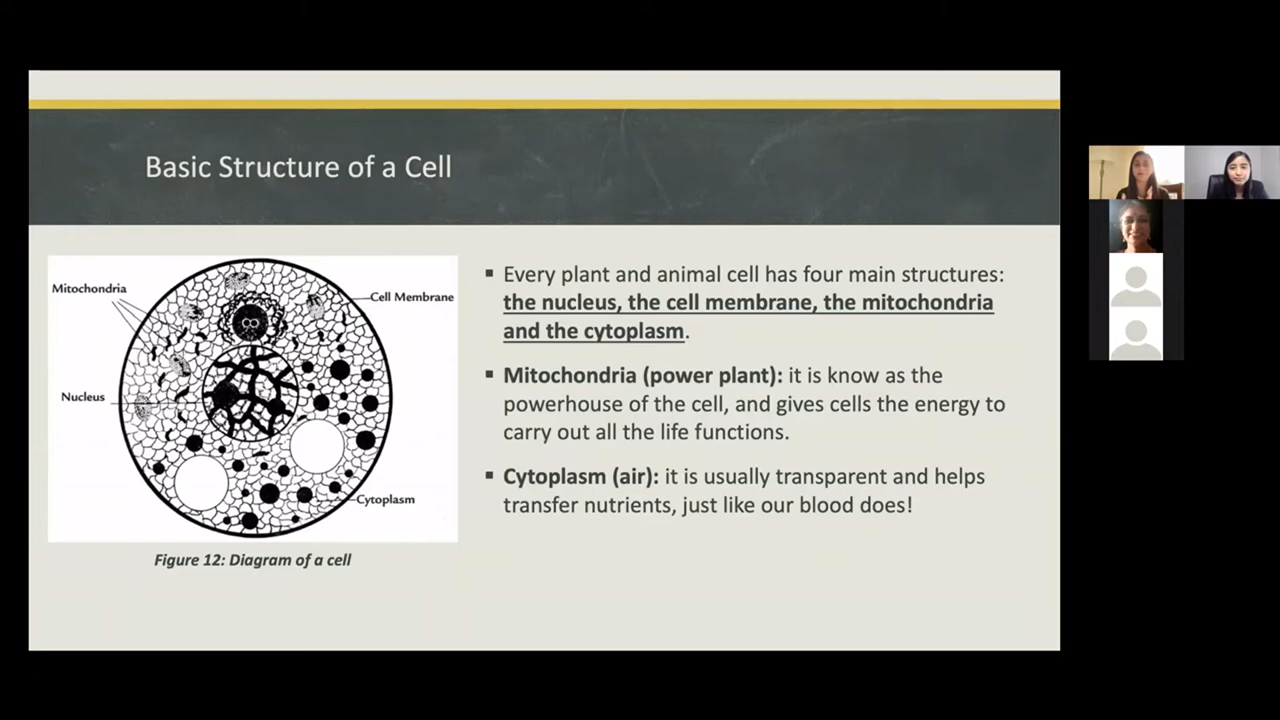 Basic Structure of a Cell
Mitochondria
Cell Membrane
Nucleus
Cytoplasm
Figure 12: Diagram of a cell
▪ Every plant and animal cell has four main structures:
the nucleus, the cell membrane, the mitochondria
and the cytoplasm.
▪ Mitochondria (power plant): it is know as the
powerhouse of the cell, and gives cells the energy to
carry out all the life functions.
▪ Cytoplasm (air): it is usually transparent and helps
transfer nutrients, just like our blood does!